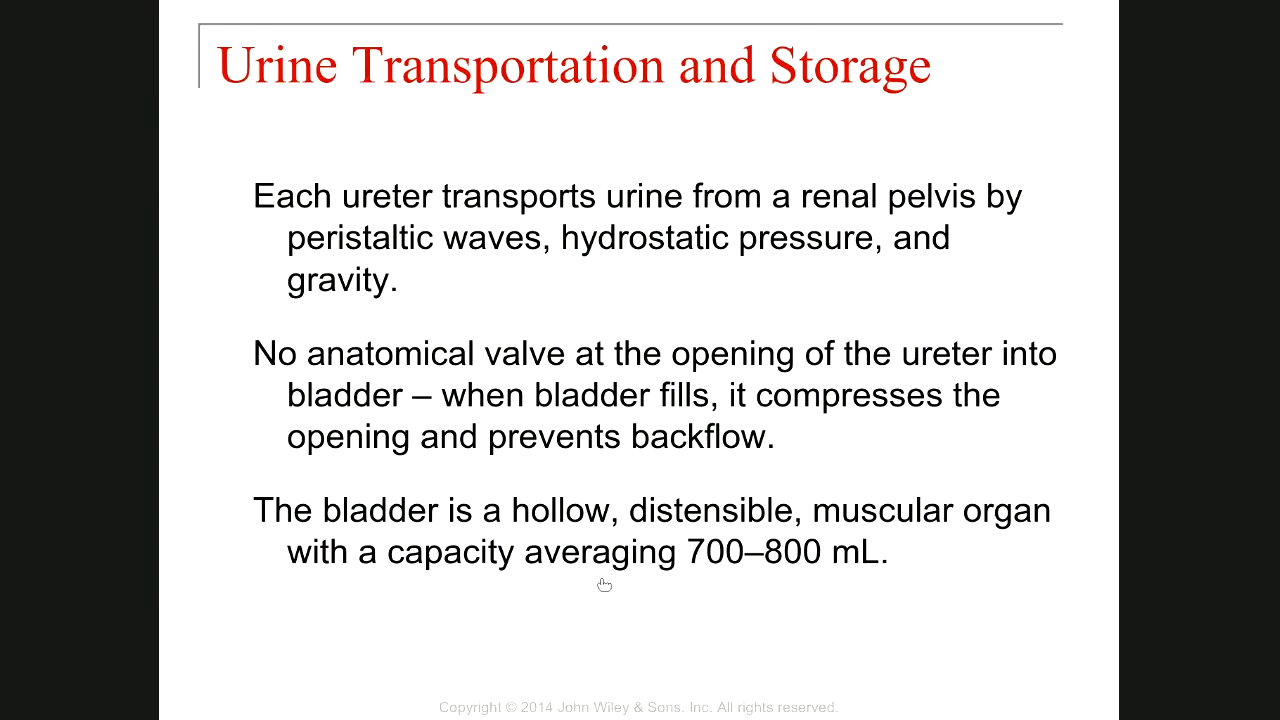 Urine Transportation and Storage
Each ureter transports urine from a renal pelvis by
peristaltic waves, hydrostatic pressure, and
gravity.
No anatomical valve at the opening of the ureter into
bladder – when bladder fills, it compresses the
opening and prevents backflow.
The bladder is a hollow, distensible, muscular organ
with a capacity averaging 700–800 mL.
Copyright © 2014 John Wiley & Sons. Inc. All rights reserved.